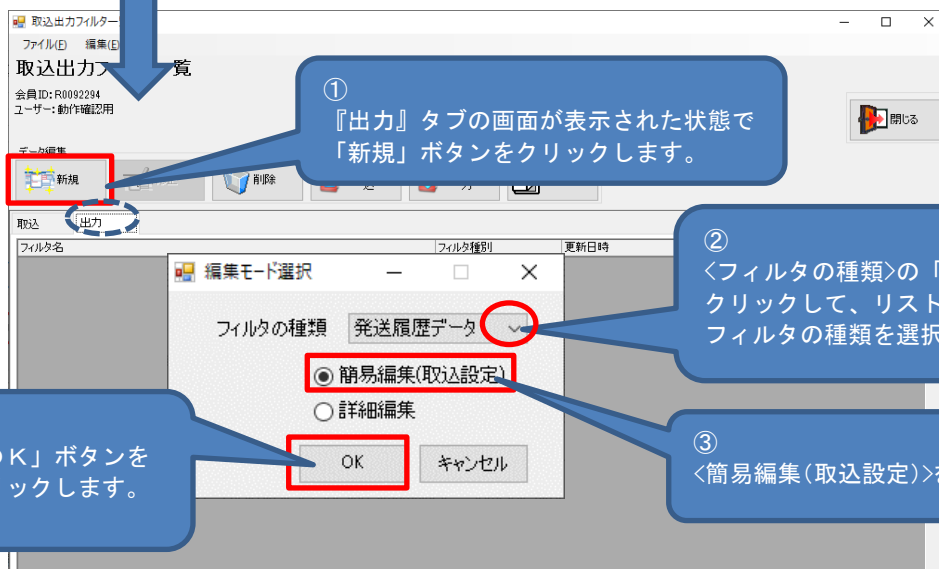 取込出力フィルター
ファイル(F) 編集(E)
取込出力フ 覧
会員ID:R0092294
ユーザー:動作確認用
①
『出力』タブの画面が表示された状態で
「新規」ボタンをクリックします。
閉じる
データ編集
新規
削除
込
力
取込
出力
フィルタ名
フィルタ種別
更新日時
②
<フィルタの種類>の「
クリックして、リスト
フィルタの種類を選択
編集モード選択
フィルタの種類
発送履歴データ
簡易編集(取込設定)
詳細編集
OK
キャンセル
③
<簡易編集(取込設定)>
K」ボタンを
ックします。